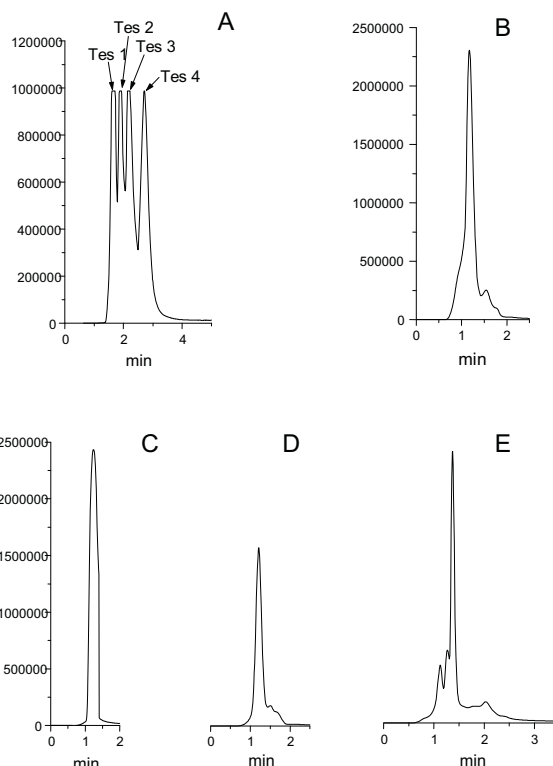 A
Tes 2
Tes 1
Tes 3
Tes 4
1200000
1000000
800000
600000
400000
200000
0
0 2 4
min
B
2500000
2000000
1500000
1000000
500000
0
0 1 2
min
C
2500000
2000000
1500000
1000000
500000
0
0 1 2
min
D
0 1 2
min
E
0 1 2 3
min